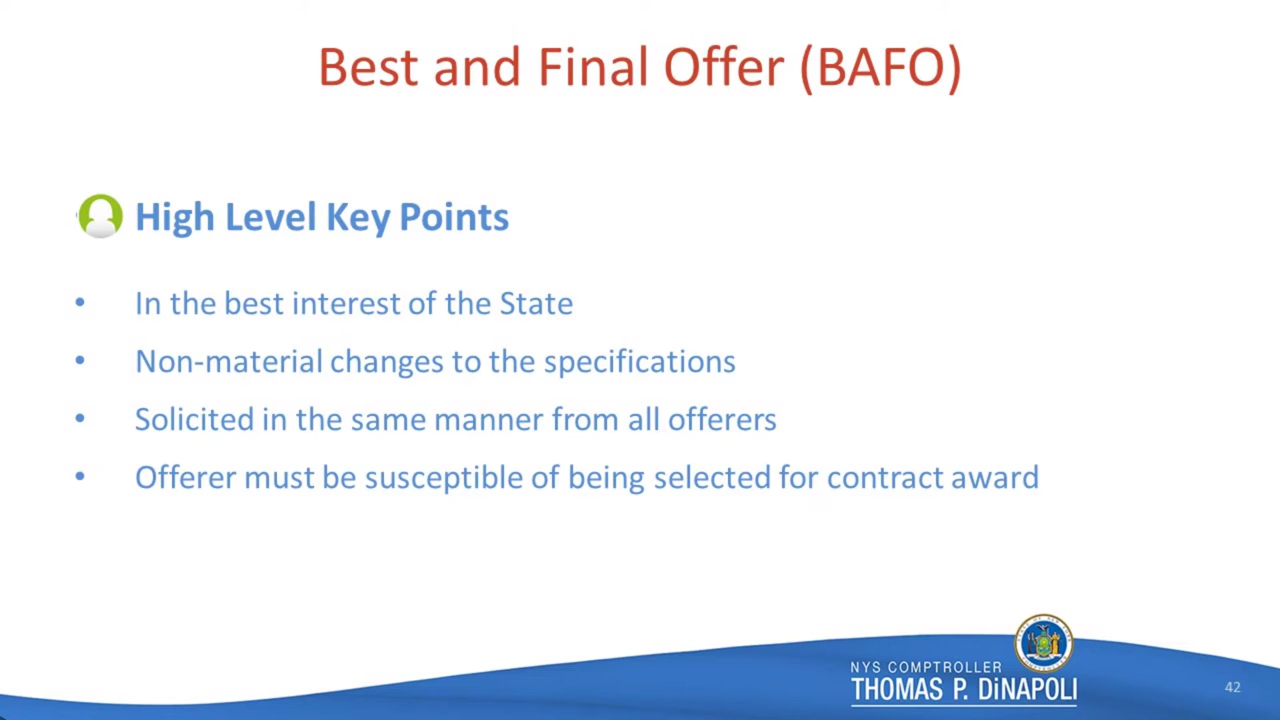 Best and Final Offer (BAFO)
High Level Key Points
• In the best interest of the State
• Non-material changes to the specifications
• Solicited in the same manner from all offerers
• Offerer must be susceptible of being selected for contract award
NYS COMPTROLLER
THOMAS P. DiNAPOLI
42